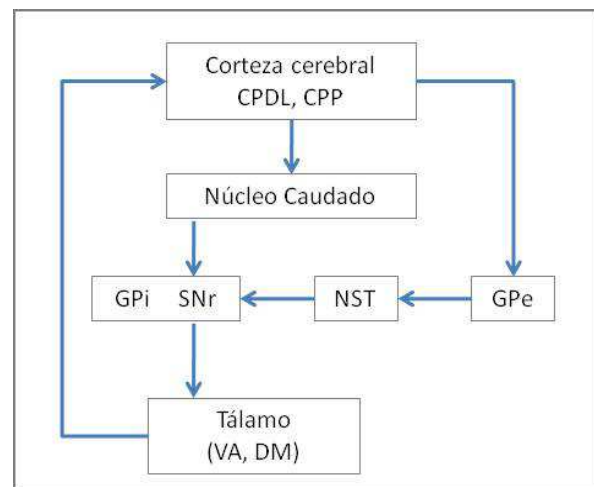 Corteza cerebral
CPDL, CPP
Núcleo Caudado
GPi SNr
NST
GPe
Tálamo
(VA, DM)